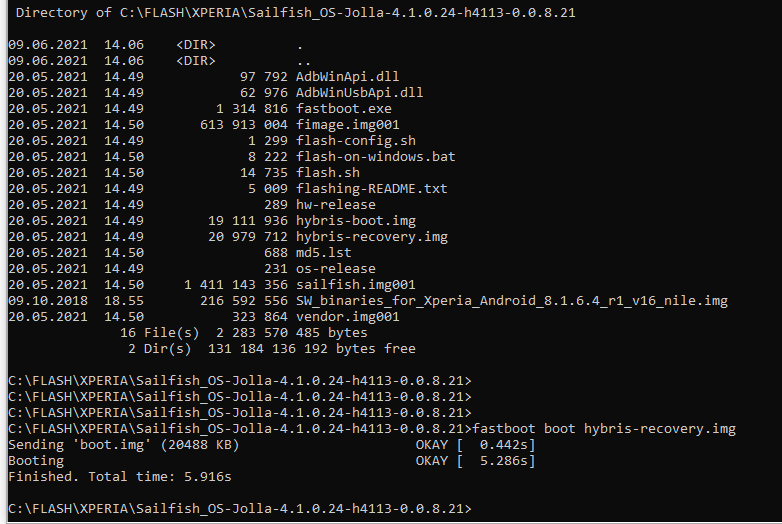 Directory of C:\FLASH\XPERIA\Sailfish_OS-Jolla-4.1.0.24-h4113-0.0.8.21
09.06.2021  14.06    <DIR>          .
09.06.2021  14.06    <DIR>          ..
20.05.2021  14.49            97 792 AdbWinApi.dll
20.05.2021  14.49            62 976 AdbWinUsbApi.dll
20.05.2021  14.49         1 314 816 fastboot.exe
20.05.2021  14.50       613 913 004 fimage.img001
20.05.2021  14.49             1 299 flash-config.sh
20.05.2021  14.50             8 222 flash-on-windows.bat
20.05.2021  14.50            14 735 flash.sh
20.05.2021  14.49             5 009 flashing-README.txt
20.05.2021  14.49               289 hw-release
20.05.2021  14.49        19 111 936 hybris-boot.img
20.05.2021  14.49        20 979 712 hybris-recovery.img
20.05.2021  14.50               688 md5.lst
20.05.2021  14.49               231 os-release
20.05.2021  14.50     1 411 143 356 sailfish.img001
09.10.2018  18.55       216 592 556 SW_binaries_for_Xperia_Android_8.1.6.4_r1_v16_nile.img
20.05.2021  14.50           323 864 vendor.img001
16 File(s)  2 283 570 485 bytes
2 Dir(s)  131 184 136 192 bytes free
C:\FLASH\XPERIA\Sailfish_OS-Jolla-4.1.0.24-h4113-0.0.8.21>
C:\FLASH\XPERIA\Sailfish_OS-Jolla-4.1.0.24-h4113-0.0.8.21>
C:\FLASH\XPERIA\Sailfish_OS-Jolla-4.1.0.24-h4113-0.0.8.21>
C:\FLASH\XPERIA\Sailfish_OS-Jolla-4.1.0.24-h4113-0.0.8.21>fastboot boot hybris-recovery.img
Sending 'boot.img' (20488 KB)                      OKAY [  0.442s]
Booting                                            OKAY [  5.286s]
Finished. Total time: 5.916s
C:\FLASH\XPERIA\Sailfish_OS-Jolla-4.1.0.24-h4113-0.0.8.21>